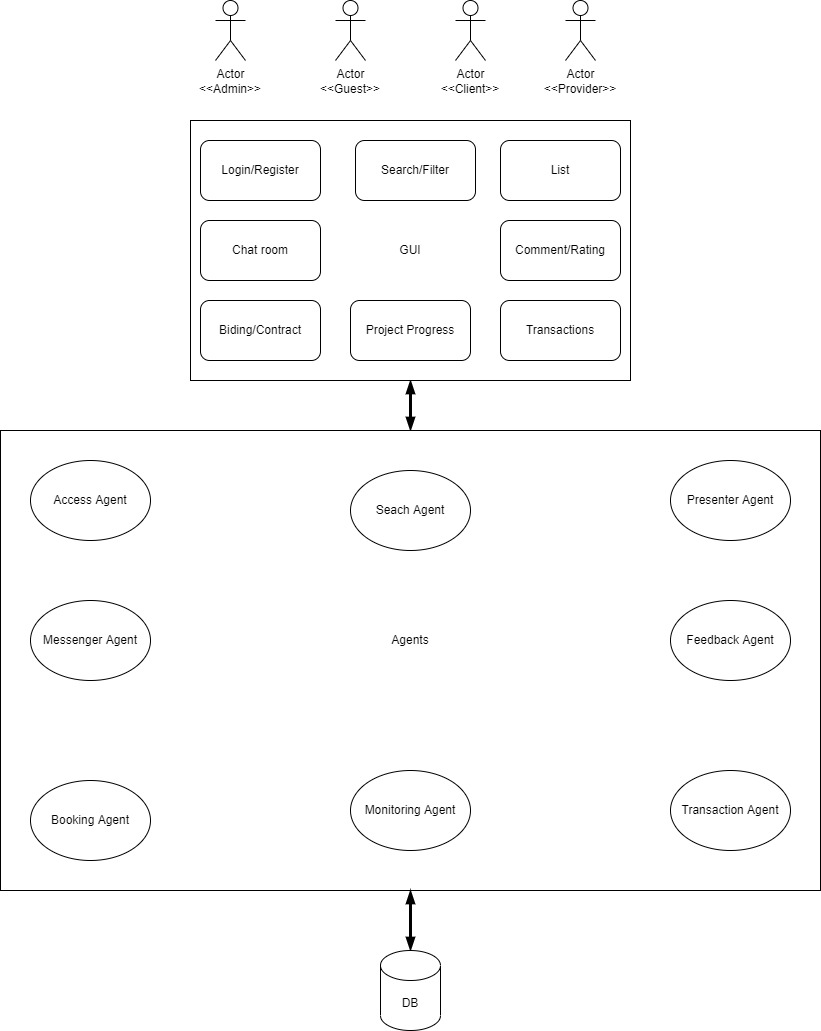 Actor
<<Admin>>
Actor
<<Guest>>
Actor
<<Client>>
Actor
<<Provider>>
Login/Register
Search/Filter
List
Chat room
GUI
Comment/Rating
Biding/Contract
Project Progress
Transactions
Access Agent
Seach Agent
Presenter Agent
Messenger Agent
Agents
Feedback Agent
Booking Agent
Monitoring Agent
Transaction Agent
DB